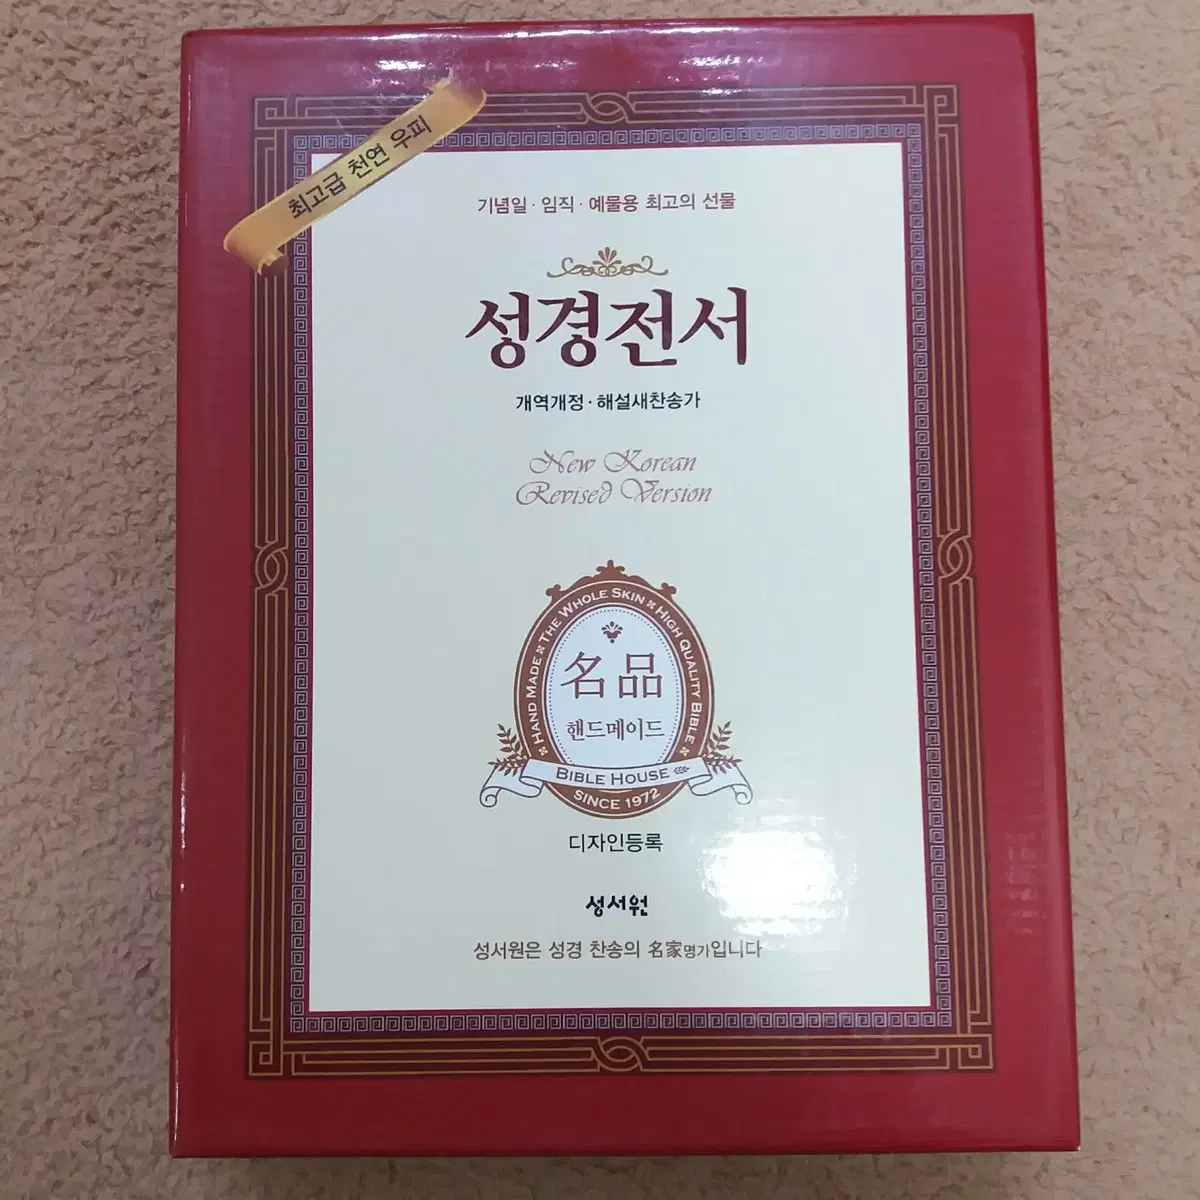 최고급 천연 우피
기념일 · 임직 · 예물용 최고의 선물
성경전서
개역개정 · 해설새찬송가
New Korean
Revised Version
HAND MADE THE WHOLE SKIN HIGH QUALITY BIBLE
名品
핸드메이드
BIBLE HOUSE
SINCE 1972
디자인등록
성서원
성서원은 성경 찬송의 名家명가입니다